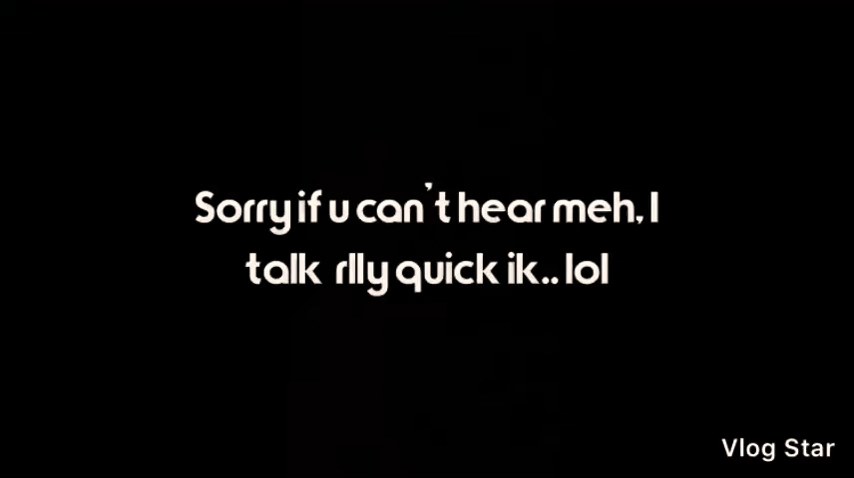 Sorry if u can't hear meh, I
talk rlly quick ik.. lol
Vlog Star